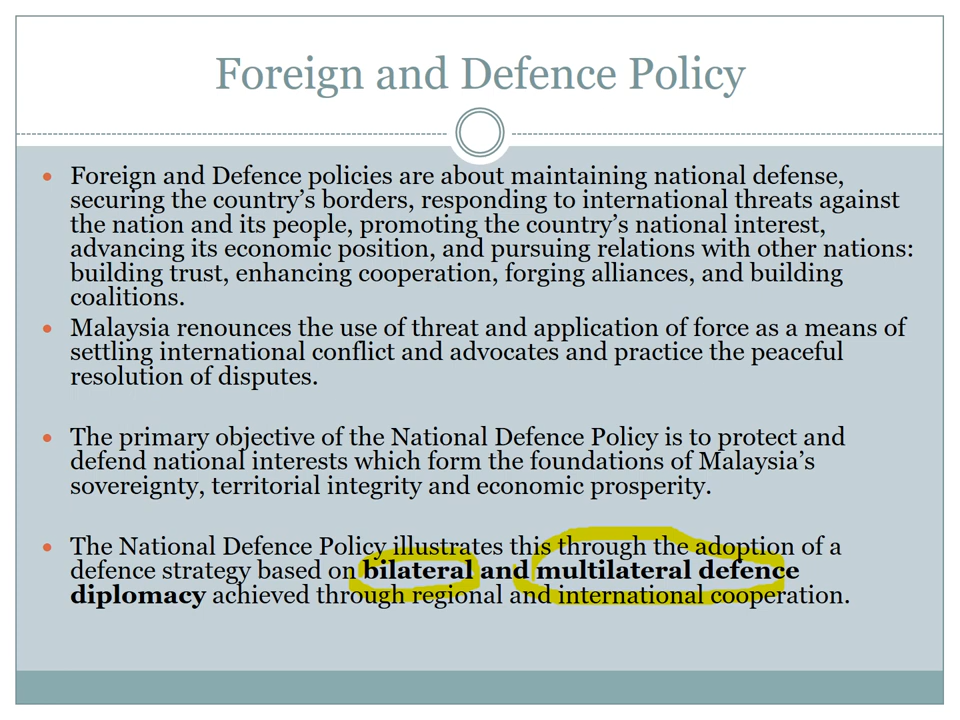 Foreign and Defence Policy
• Foreign and Defence policies are about maintaining national defense,
securing the country's borders, responding to international threats against
the nation and its people, promoting the country's national interest,
advancing its economic position, and pursuing relations with other nations:
building trust, enhancing cooperation, forging alliances, and building
coalitions.
• Malaysia renounces the use of threat and application of force as a means of
settling international conflict and advocates and practice the peaceful
resolution of disputes.
• The primary objective of the National Defence Policy is to protect and
defend national interests which form the foundations of Malaysia's
sovereignty, territorial integrity and economic prosperity.
• The National Defence Policy illustrates this through the adoption of a
defence strategy based on bilateral and multilateral defence
diplomacy achieved through regional and international cooperation.